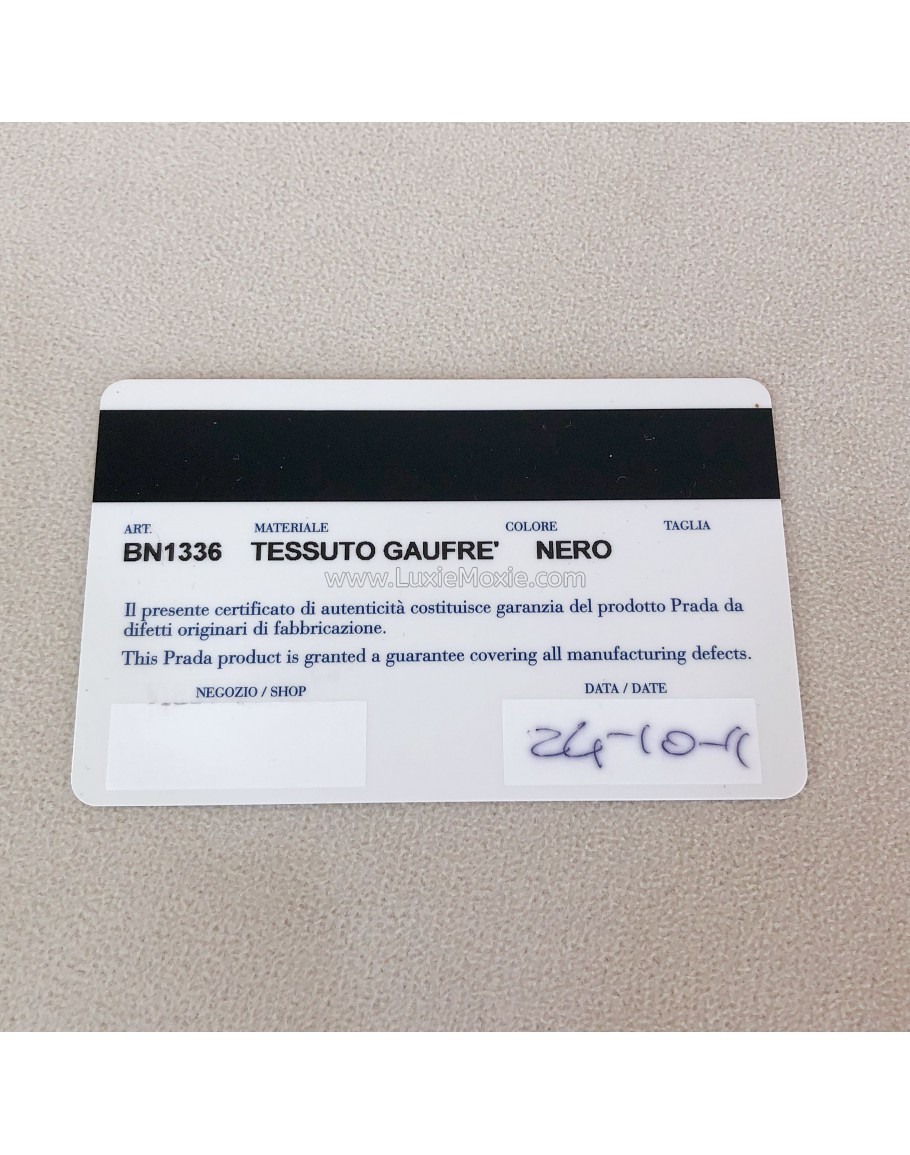 ART. MATERIALE COLORE TAGLIA
BN1336 TESSUTO GAUFRE' NERO
www.LuxieMoxie.com
Il presente certificato di autenticità costituisce garanzia del prodotto Prada da
difetti originari di fabbricazione.
This Prada product is granted a guarantee covering all manufacturing defects.
NEGOZIO / SHOP DATA / DATE
24-10-11